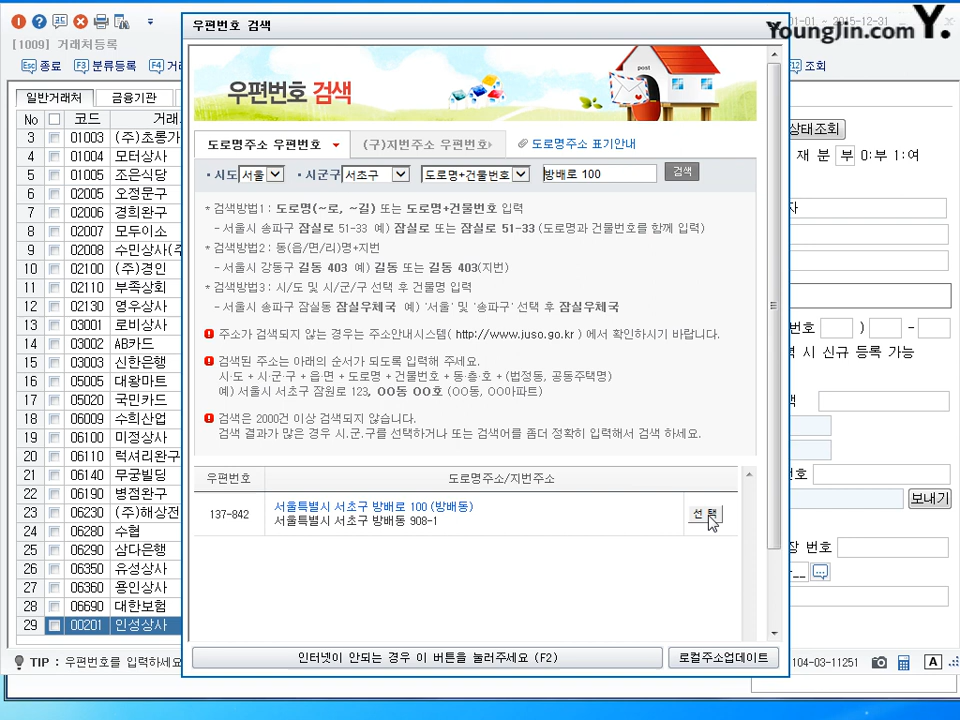 우편번호 검색
YoungJin.com Y.
01-01 - 2015-12-31
[1009] 거래처등록
Esc 종료 F3 분류등록 F4
조회
일반거래처 금융기관
우편번호 검색
post
도로명주소 우편번호 (구)지번주소 우편번호 도로명주소 표기안내
시도 서울 시군구 서초구 도로명+건물번호 방배로 100 검색
* 검색방법1 : 도로명(~로, ~길) 또는 도로명+건물번호 입력
- 서울시 송파구 잠실로 51-33 예) 잠실로 또는 잠실로 51-33 (도로명과 건물번호를 함께 입력)
* 검색방법2 : 동(읍/면/리)명+지번
- 서울시 강동구 길동 403 예) 길동 또는 길동 403(지번)
* 검색방법3 : 시/도 및 시/군/구 선택 후 건물명 입력
- 서울시 송파구 잠실동 잠실우체국 예) '서울' 및 '송파구' 선택 후 잠실우체국
주소가 검색되지 않는 경우는 주소안내시스템( http://www.juso.go.kr ) 에서 확인하시기 바랍니다.
검색된 주소는 아래의 순서가 되도록 입력해 주세요.
시·도 + 시·군·구 + 읍·면 + 도로명 + 건물번호 + 동·층·호 + (법정동, 공동주택명)
예) 서울시 서초구 잠원로 123, OO동 OO호 (OO동, OO아파트)
검색은 2000건 이상 검색되지 않습니다.
검색 결과가 많은 경우 시.군.구를 선택하거나 또는 검색어를 좀더 정확히 입력해서 검색 하세요.
우편번호 도로명주소/지번주소
137-842 서울특별시 서초구 방배로 100 (방배동) 선 택
서울특별시 서초구 방배동 908-1
인터넷이 안되는 경우 이 버튼을 눌러주세요 (F2) 로컬주소업데이트
No 코드
3 01003 (주)초롱가
4 01004 모터상사
5 01005 조은식당
6 02005 오정문구
7 02006 경희완구
8 02007 모두이소
9 02008 수민상사(주
10 02100 (주)경인
11 02110 부족상회
12 02130 영우상사
13 03001 로비상사
14 03002 AB카드
15 03003 신한은행
16 05005 대왕마트
17 05020 국민카드
18 06009 수희산업
19 06100 미정상사
20 06110 럭셔리완구
21 06140 무궁빌딩
22 06190 병점완구
23 06230 (주)해상전
24 06280 수협
25 06290 삼다은행
26 06350 유성상사
27 06360 용인상사
28 06690 대한보험
29 00201 인성상사
상태조회
재 분 부 0:부 1:여
번호 ) -
시 신규 등록 가능
보내기
장 번호
TIP : 우편번호를 입력하세요
104-03-11251
A